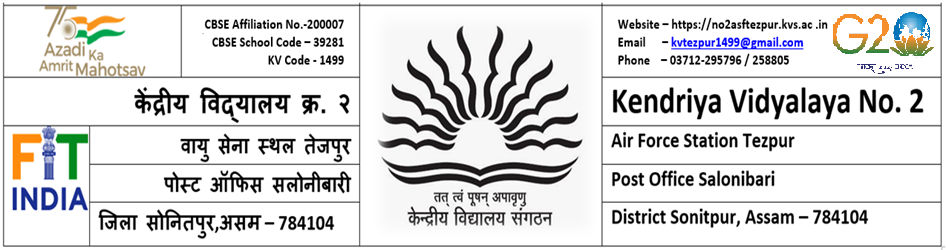 Azadi
Ka
Amrit Mahotsav
CBSE Affiliation No.-200007
CBSE School Code – 39281
KV Code - 1499
केंद्रीय विद्यालय क्र. २
वायु सेना स्थल तेजपुर
पोस्ट ऑफिस सलोनीबारी
जिला सोनितपुर,असम – 784104
FIT
INDIA
तत् त्वं पूषन् अपावृणु
केन्द्रीय विद्यालय संगठन
Website – https://no2asftezpur.kvs.ac .in
Email – kvtezpur1499@gmail.com
Phone – 03712-295796 / 258805
G20
Kendriya Vidyalaya No. 2
Air Force Station Tezpur
Post Office Salonibari
District Sonitpur, Assam – 784104